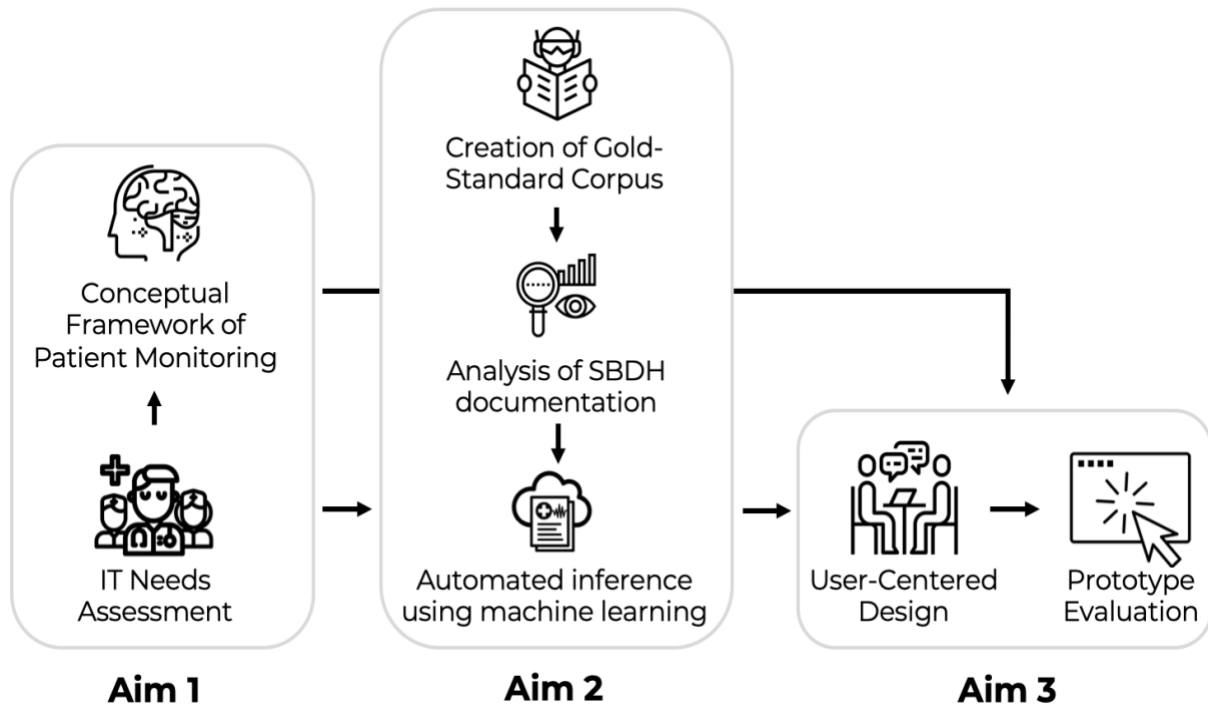 Conceptual
Framework of
Patient Monitoring
IT Needs
Assessment
Aim 1
Creation of Gold-
Standard Corpus
Analysis of SBDH
documentation
Automated inference
using machine learning
Aim 2
User-Centered
Design
Prototype
Evaluation
Aim 3